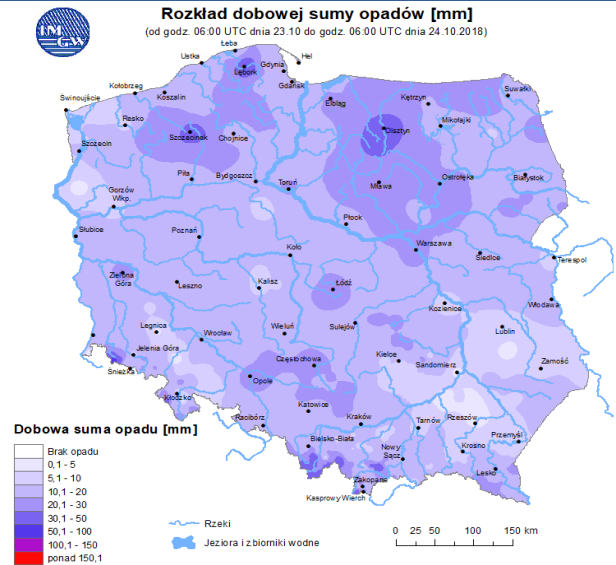 Rozkład dobowej sumy opadów [mm]
(od godz. 06:00 UTC dnia 23.10 do godz. 06:00 UTC dnia 24.10.2018)
IM
GW
Łeba
Ustka
Hel
Lębork
Gdynia
Gdańsk
Kołobrzeg
Koszalin
Świnoujście
Resko
Elbląg
Kętrzyn
Suwałki
Mikołajki
Olsztyn
Szczecinek
Chojnice
Szczecin
Piła
Bydgoszcz
Toruń
Mława
Ostrołęka
Białystok
Gorzów
Wlkp.
Płock
Słubice
Poznań
Koło
Warszawa
Siedlce
Terespol
Zielona
Góra
Leszno
Kalisz
Łódź
Kozienice
Włodawa
Legnica
Wrocław
Wieluń
Sulejów
Lublin
Jelenia Góra
Śnieżka
Częstochowa
Kielce
Sandomierz
Zamość
Opole
Kłodzko
Katowice
Racibórz
Kraków
Tarnów
Rzeszów
Przemyśl
Bielsko-Biała
Nowy
Sącz
Krosno
Lesko
Zakopane
Kasprowy Wierch
Dobowa suma opadu [mm]
Brak opadu
0,1 - 5
5,1 - 10
10,1 - 20
20,1 - 30
30,1 - 50
50,1 - 100
100,1 - 150
ponad 150,1
Rzeki
Jeziora i zbiorniki wodne
0 25 50 100 150 km